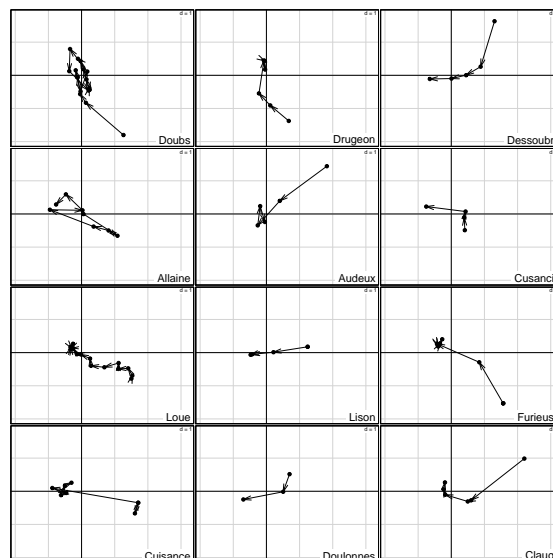 d = 1
d = 1
d = 1
Doubs
Drugeon
Dessoubr
d = 1
d = 1
d = 1
Allaine
Audeux
Cusanci
d = 1
d = 1
d = 1
Loue
Lison
Furieus
d = 1
d = 1
d = 1
Cuisance
Doulonnes
Claug